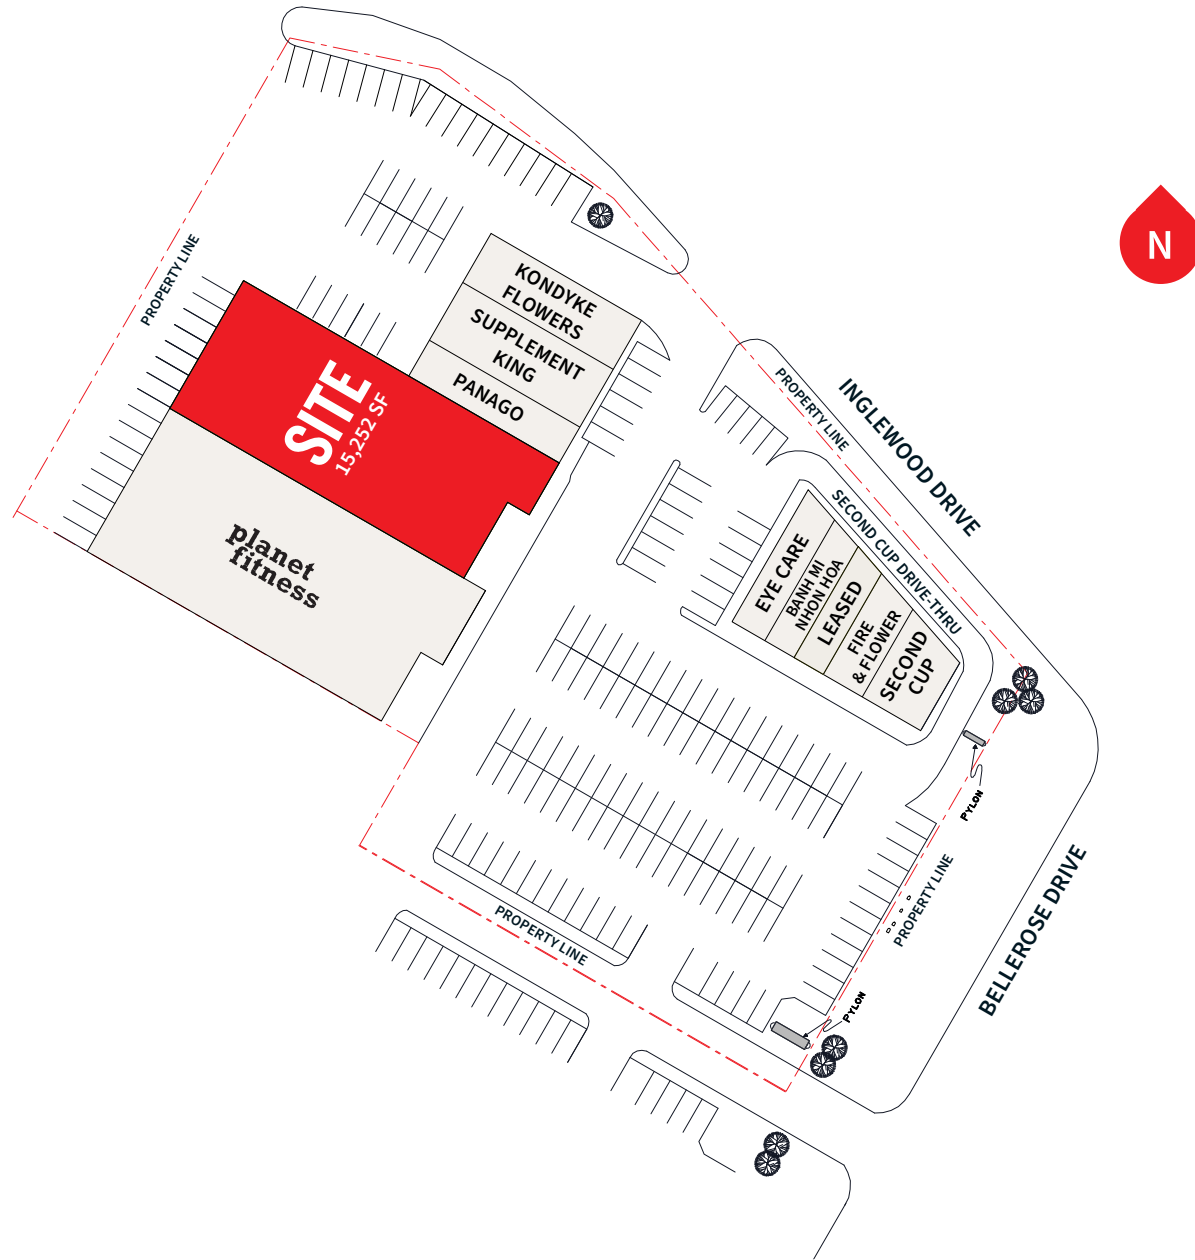 N
PROPERTY LINE
KONDYKE
FLOWERS
SUPPLEMENT
KING
PANAGO
SITE
15,252 SF
planet
fitness
PROPERTY LINE
INGLEWOOD DRIVE
SECOND CUP DRIVE-THRU
EYE CARE
BANH MI
NHON HOA
LEASED
FIRE
& FLOWER
SECOND
CUP
PYLON
PROPERTY LINE
BELLEROSE DRIVE
PROPERTY LINE
PYLON